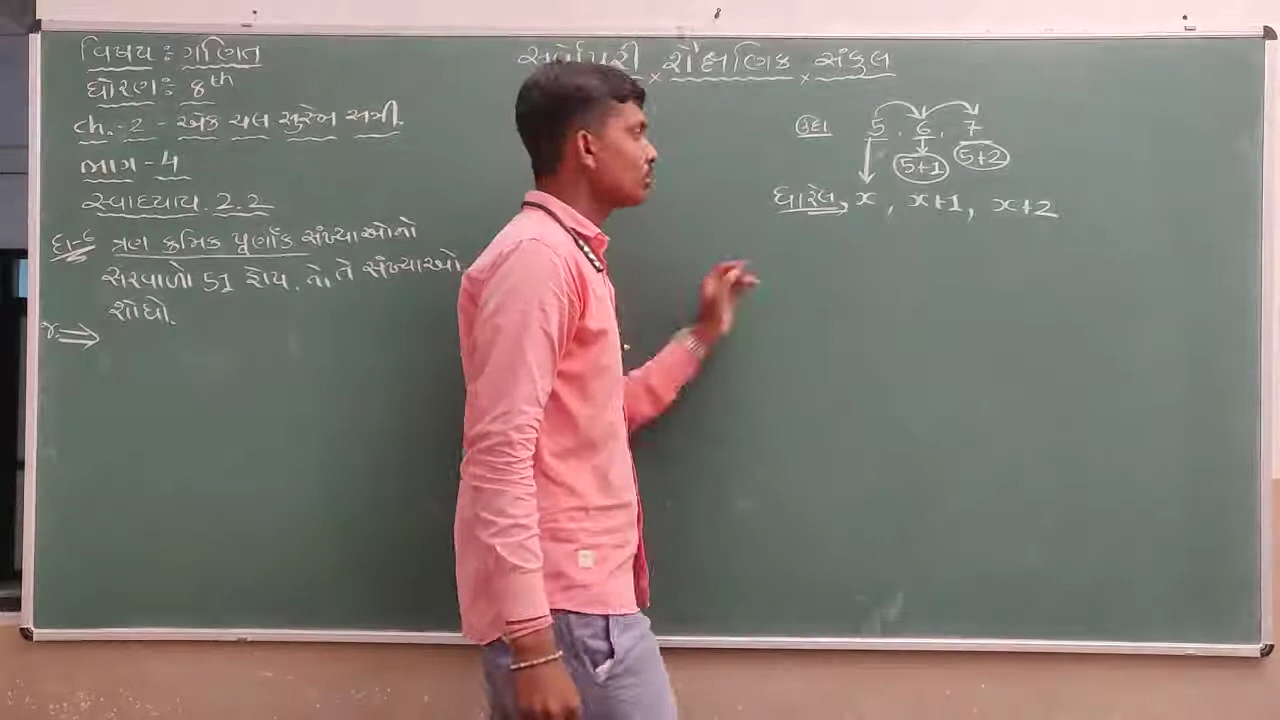 વિષય : ગણિત
ધોરણ : 8th
ch.-2 - એક ચલ સુરેખ સમી.
ભાગ - 4
સ્વાધ્યાય. 2.2
દા-6 ત્રણ ક્રમિક પૂર્ણાંક સંખ્યાઓનો
સરવાળો 51 હોય. તો, તે સંખ્યાઓ
શોધો.
જ. ⇒
સર્વોપરી × શૈક્ષણિક × સંકુલ
ઉદા 5 . 6 , 7
5+1 5+2
ધારેલ, x , x+1, x+2